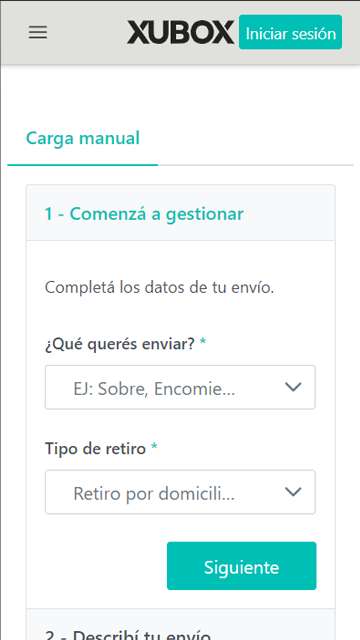 XUBOX
Iniciar sesión
Carga manual
1 - Comenzá a gestionar
Completá los datos de tu envío.
¿Qué querés enviar? *
EJ: Sobre, Encomie...
Tipo de retiro *
Retiro por domicili...
Siguiente
2 - Describí tu envío